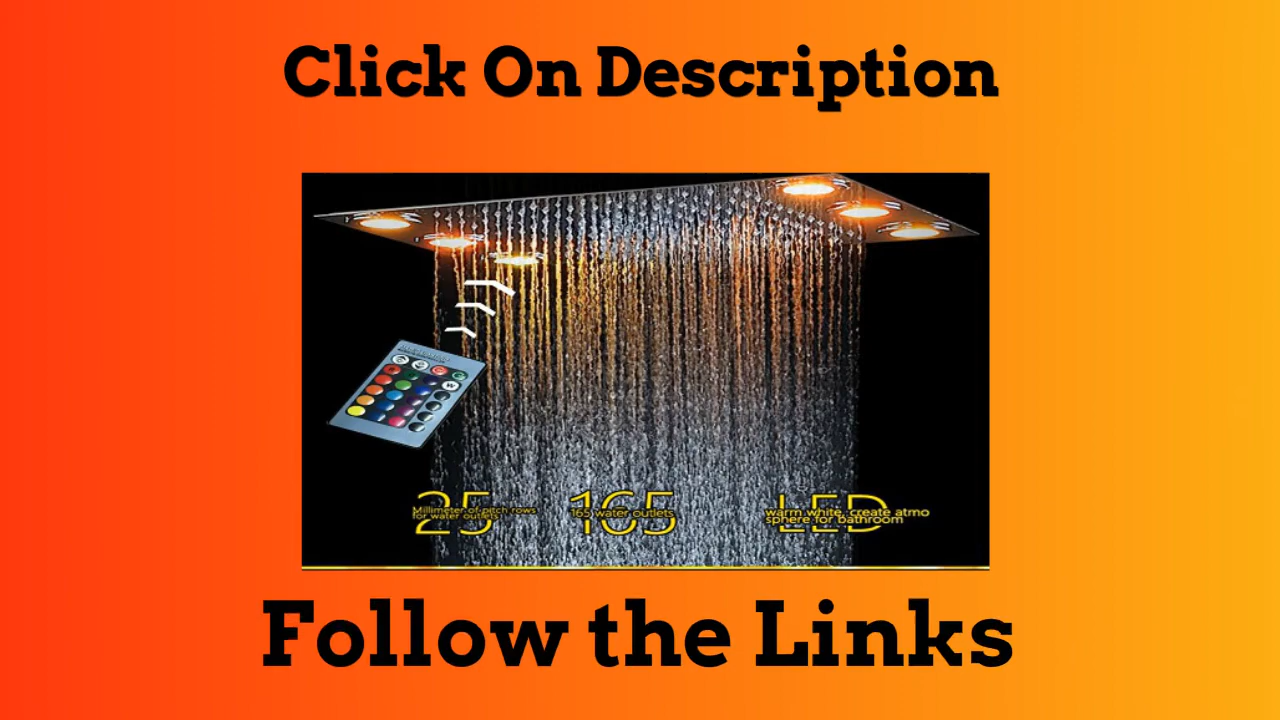 Click On Description
25
Millimeter of pitch rows
for water outlets
165
165 water outlets
LED
warm white, create atmo
sphere for bathroom
W
Follow the Links